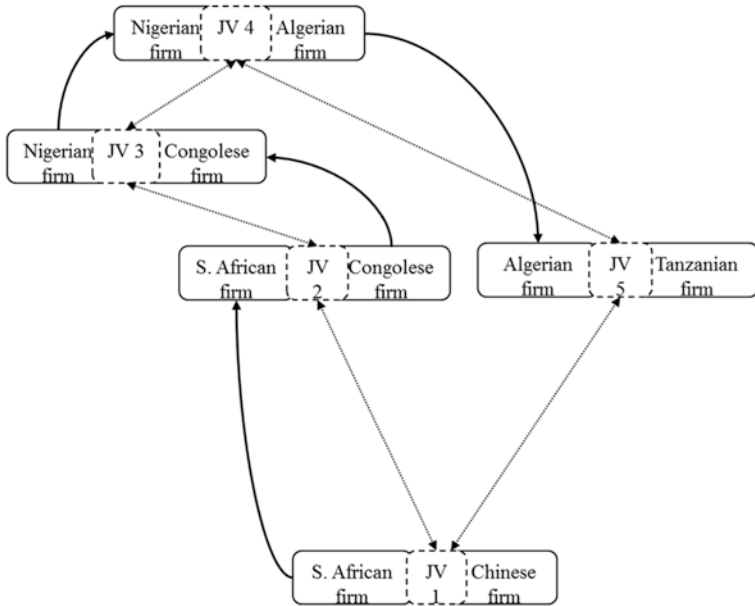 Nigerian firm
JV 4
Algerian firm
Nigerian firm
JV 3
Congolese firm
S. African firm
JV 2
Congolese firm
Algerian firm
JV 5
Tanzanian firm
S. African firm
JV 1
Chinese firm